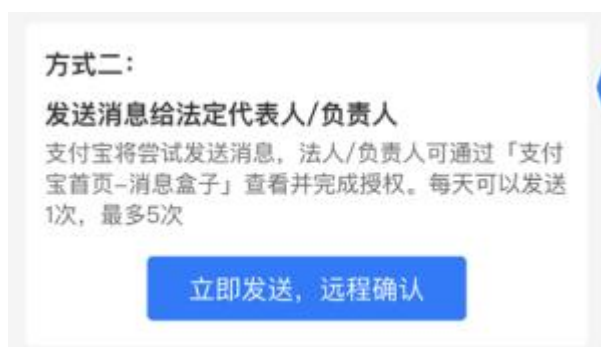 方式二：
发送消息给法定代表人/负责人
支付宝将尝试发送消息，法人/负责人可通过「支付
宝首页-消息盒子」查看并完成授权。每天可以发送
1次，最多5次
立即发送，远程确认